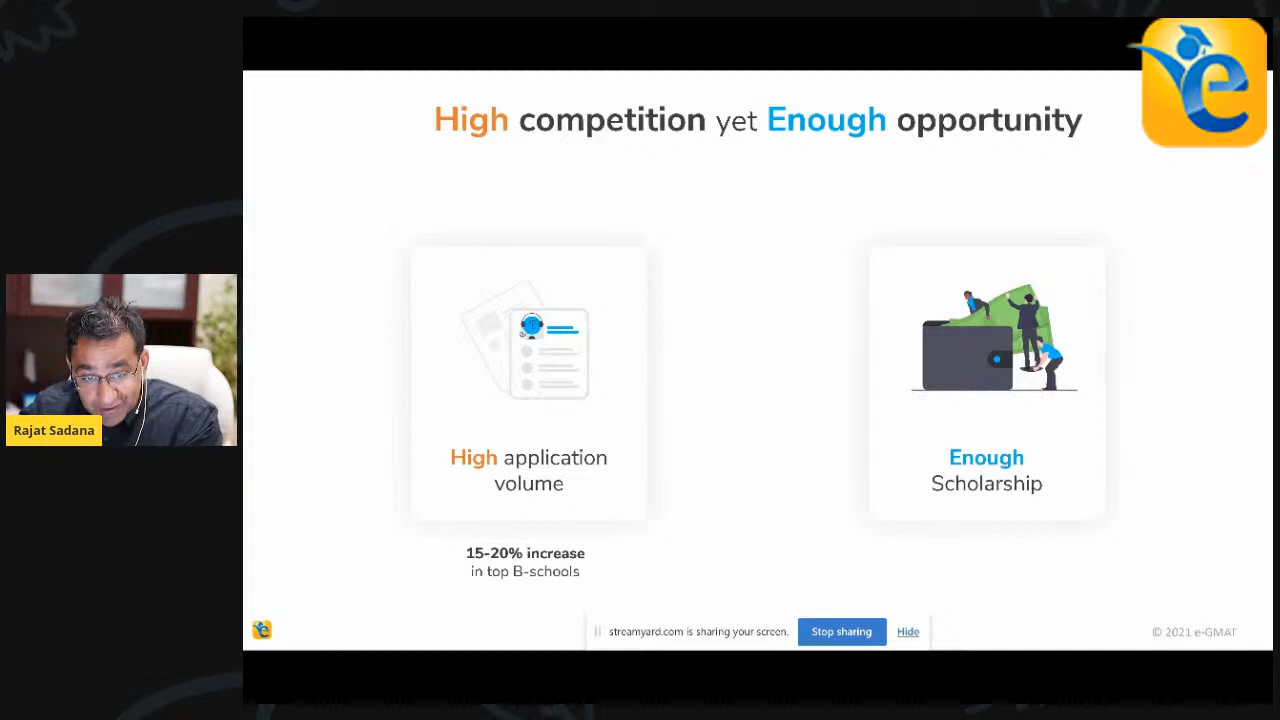 High competition yet Enough opportunity
Rajat Sadana
High application
volume
Enough
Scholarship
15-20% increase
in top B-schools
streamyard.com is sharing your screen. Stop sharing Hide
© 2021 e-GMAT